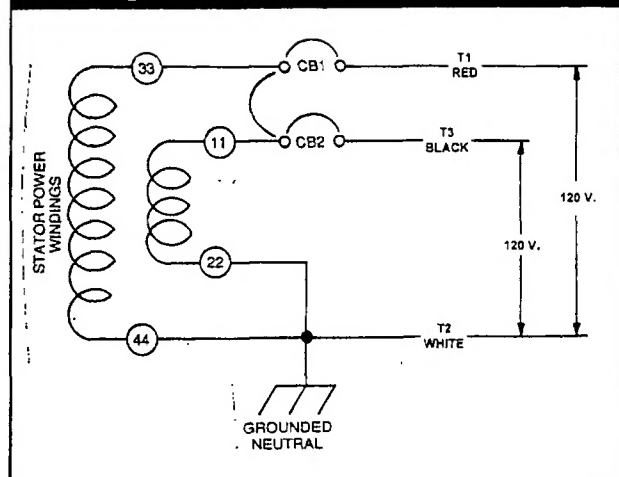 33
CB1
T1
RED
11
CB2
T3
BLACK
STATOR POWER
WINDINGS
120 V.
120 V.
22
44
T2
WHITE
GROUNDED
NEUTRAL